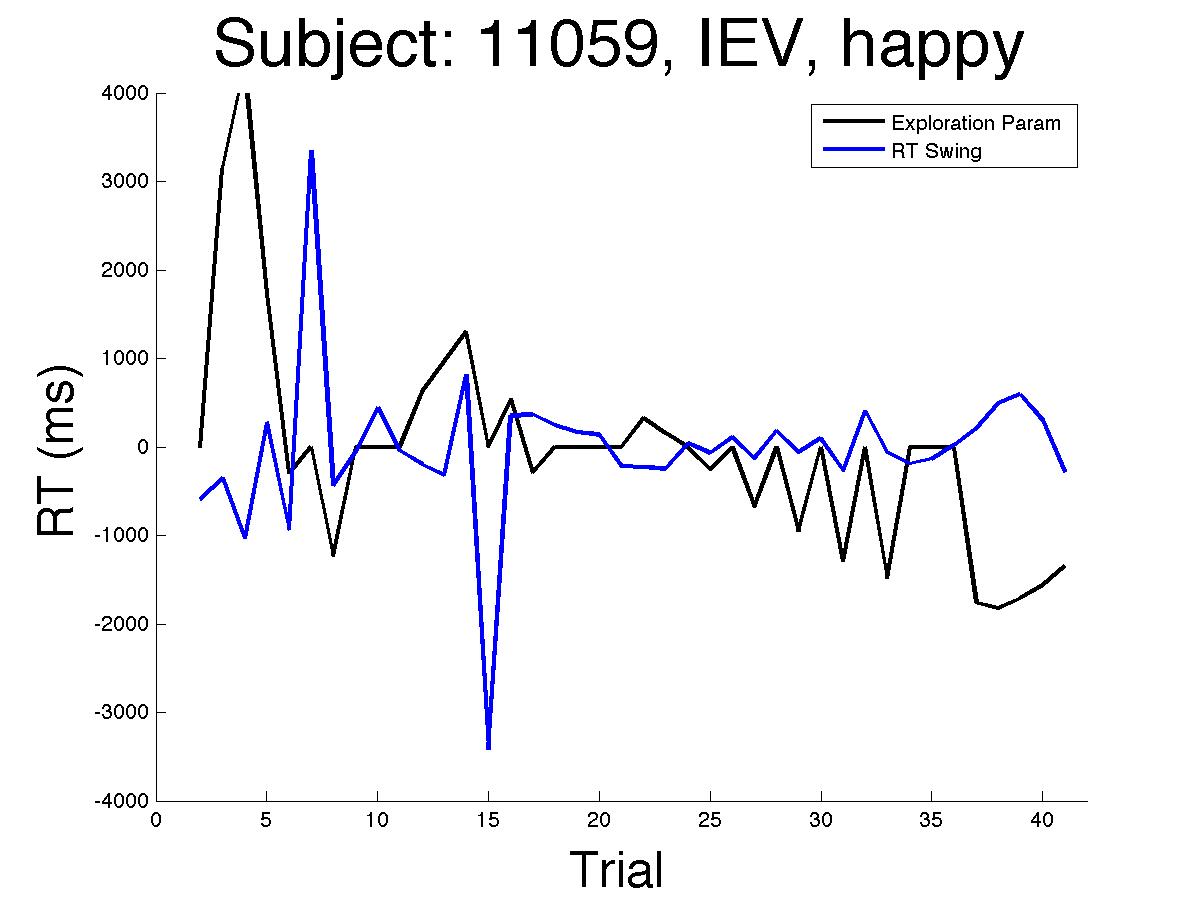 Subject: 11059, IEV, happy
Exploration Param
RT Swing
4000
3000
2000
1000
0
-1000
-2000
-3000
-4000
RT (ms)
0 5 10 15 20 25 30 35 40
Trial